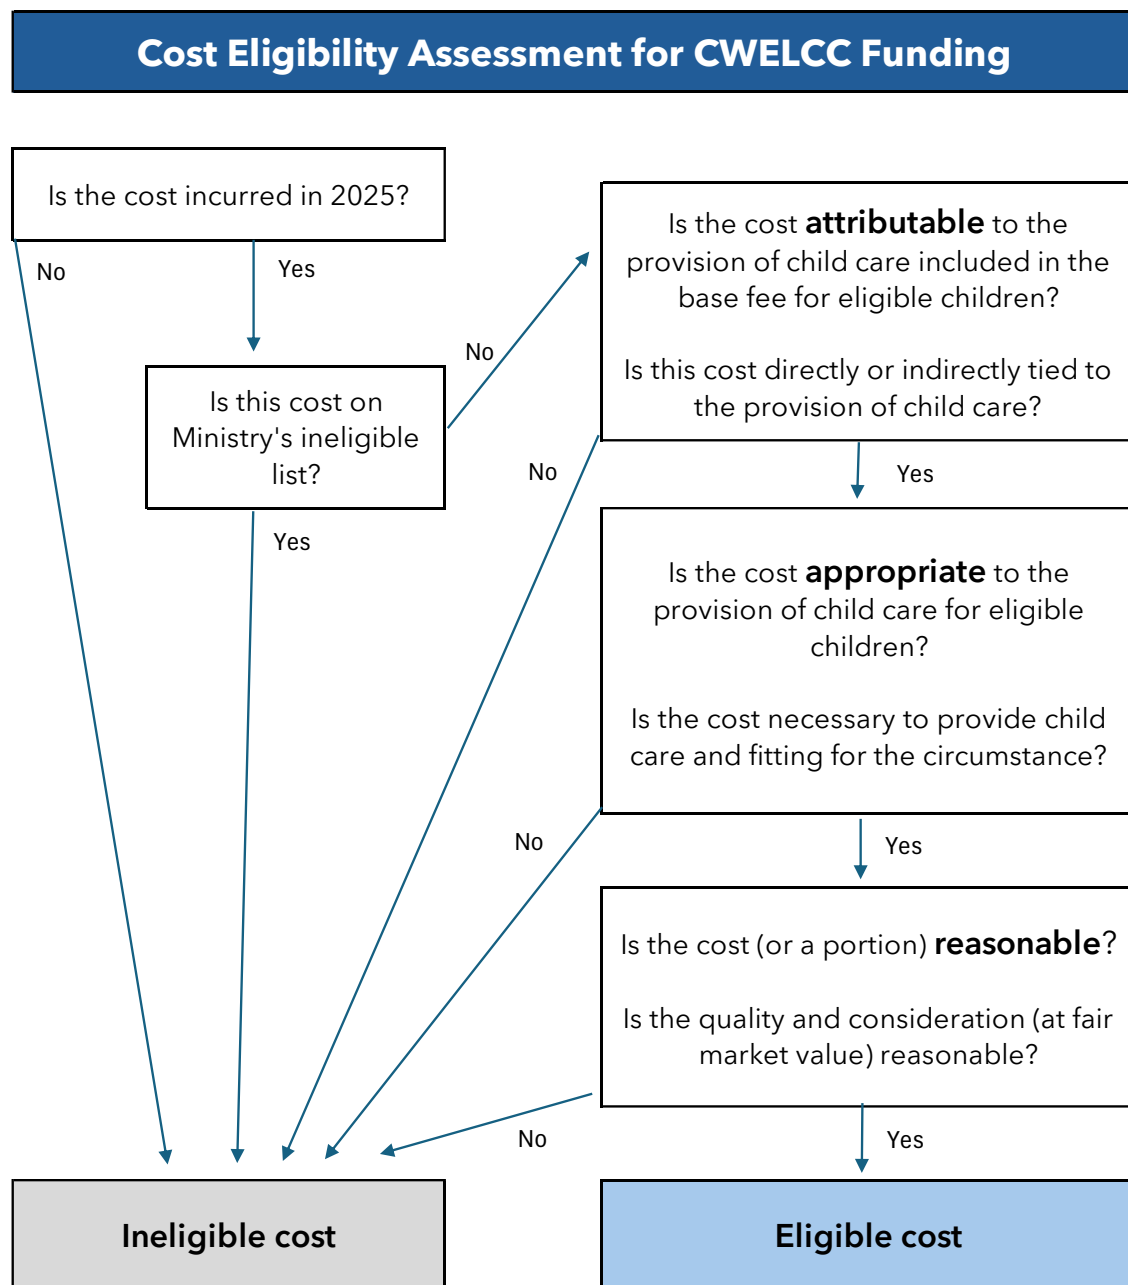 Cost Eligibility Assessment for CWELCC Funding
Is the cost incurred in 2025?
No
Yes
Is this cost on
Ministry's ineligible
list?
No
Yes
Is the cost attributable to the
provision of child care included in the
base fee for eligible children?
Is this cost directly or indirectly tied to
the provision of child care?
No
Yes
Is the cost appropriate to the
provision of child care for eligible
children?
Is the cost necessary to provide child
care and fitting for the circumstance?
No
Yes
Is the cost (or a portion) reasonable?
Is the quality and consideration (at fair
market value) reasonable?
No
Yes
Ineligible cost
Eligible cost